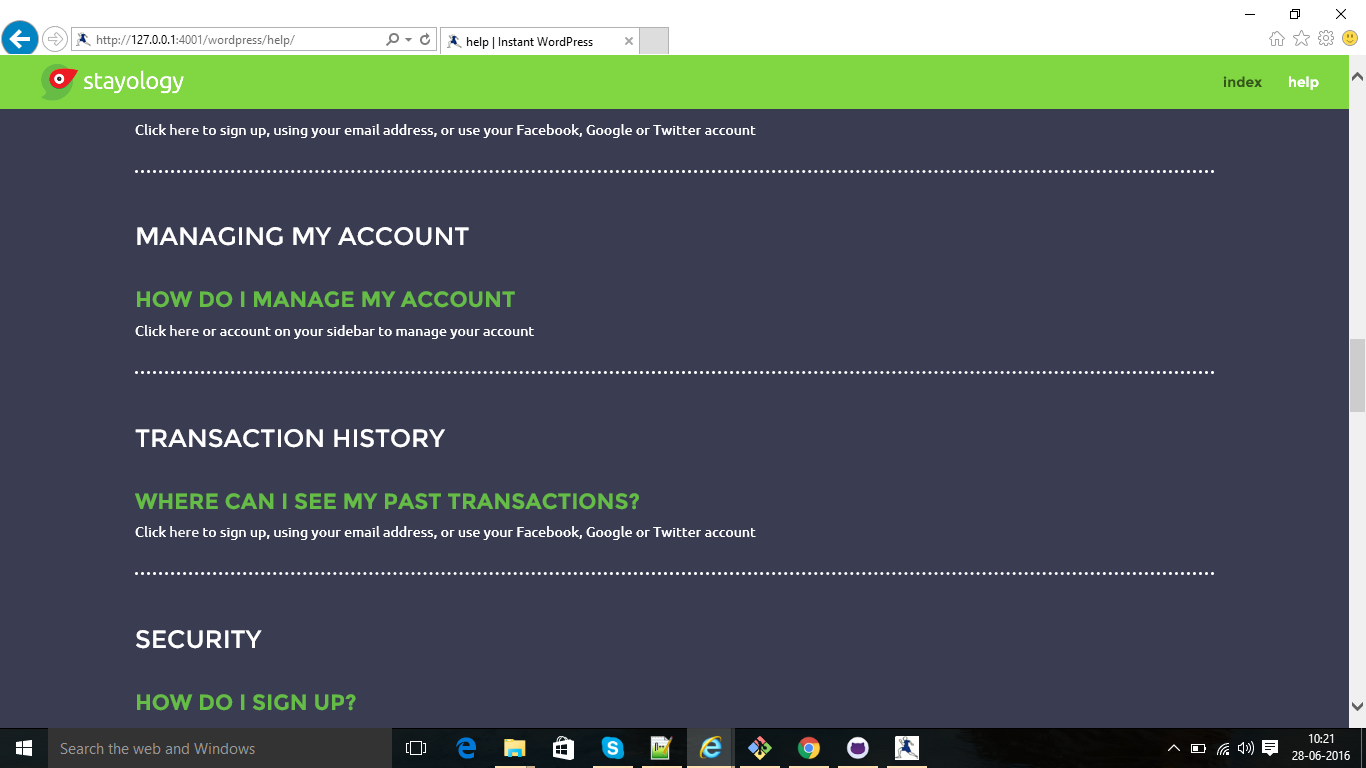 http://127.0.0.1:4001/wordpress/help/
help | Instant WordPress
stayology
index
help
Click here to sign up, using your email address, or use your Facebook, Google or Twitter account
MANAGING MY ACCOUNT
HOW DO I MANAGE MY ACCOUNT
Click here or account on your sidebar to manage your account
TRANSACTION HISTORY
WHERE CAN I SEE MY PAST TRANSACTIONS?
Click here to sign up, using your email address, or use your Facebook, Google or Twitter account
SECURITY
HOW DO I SIGN UP?
Search the web and Windows
10:21
28-06-2016